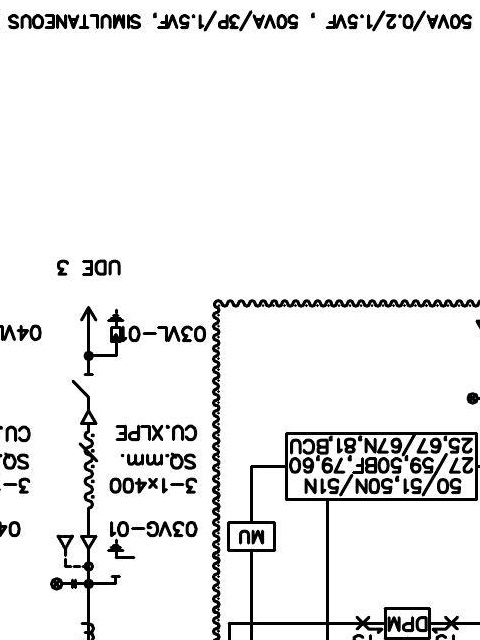 DPM
MU
03VG-01
04
50/51,50N/51N
27/59,50BF,79,60
25,67/67N,81,BCU
3-1x400
SQ.mm.
CU.XLPE
3-1
SQ.
CU.
03VL-01
04VL
UDE 3
50VA/0.2/1.5VF , 50VA/3P/1.5VF, SIMULTANEOUS